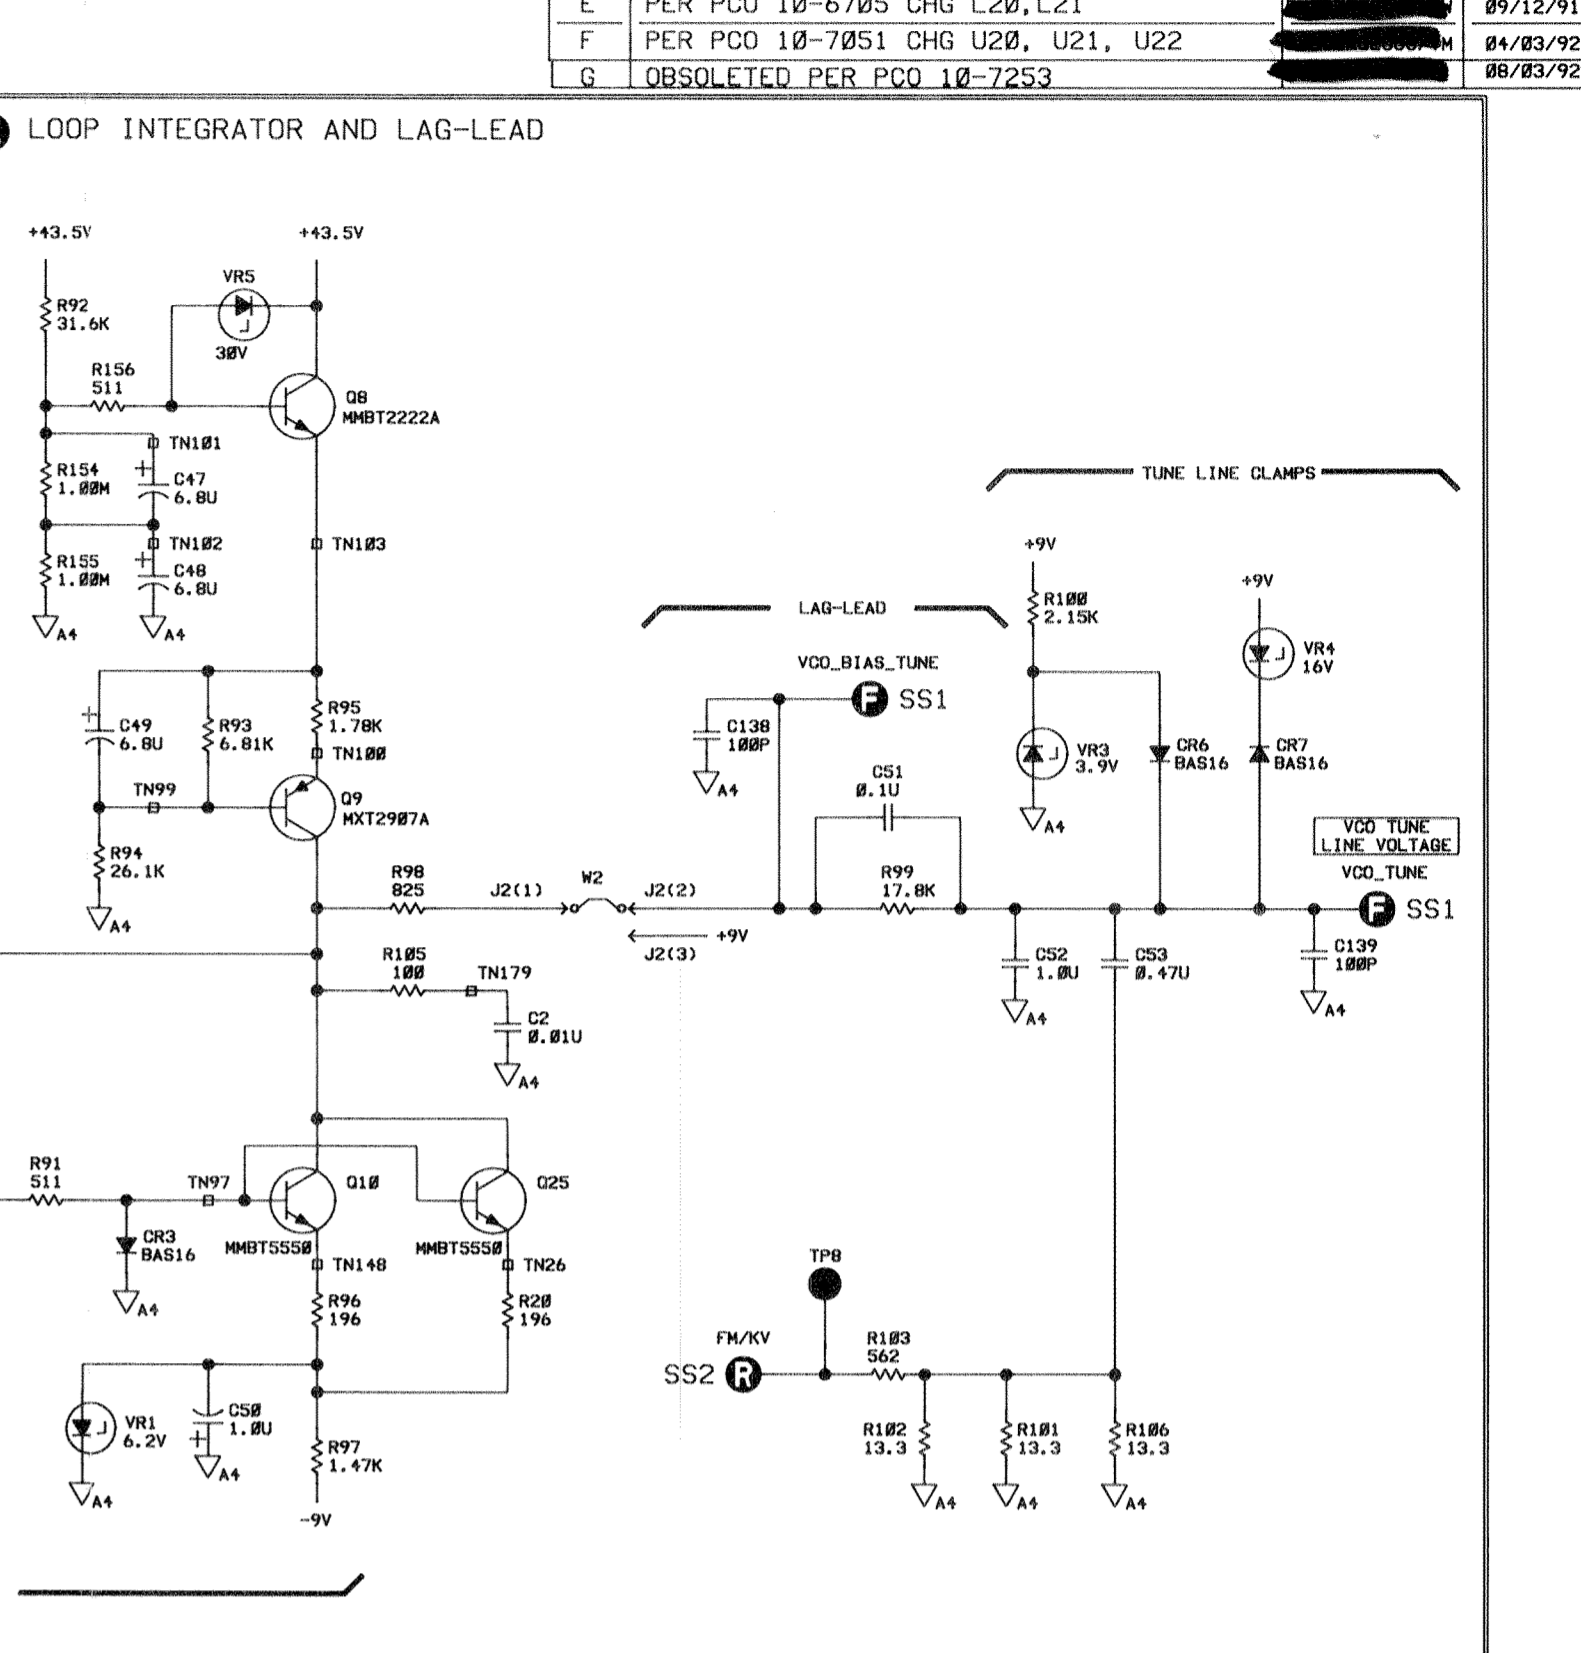 E PER PCO 10-6705 CHG L20,L21 09/12/91
F PER PCO 10-7051 CHG U20, U21, U22 M 04/03/92
G OBSOLETED PER PCO 10-7253 08/03/92
LOOP INTEGRATOR AND LAG-LEAD
+43.5V
+43.5V
VR5
30V
R92
31.6K
R156
511
Q8
MMBT2222A
TN101
R154
1.00M
C47
6.8U
TN102
TN103
R155
1.00M
C48
6.8U
A4
A4
TUNE LINE CLAMPS
+9V
+9V
R100
2.15K
LAG-LEAD
VR4
16V
VCO_BIAS_TUNE
F SS1
C138
100P
A4
C49
6.8U
R93
6.81K
R95
1.78K
TN100
TN99
Q9
MXT2907A
R94
26.1K
A4
VR3
3.9V
A4
CR6
BAS16
CR7
BAS16
C51
0.1U
VCO TUNE
LINE VOLTAGE
R98
825
J2(1)
W2
J2(2)
R99
17.8K
VCO_TUNE
F SS1
+9V
J2(3)
R105
100
TN179
C52
1.0U
A4
C53
0.47U
C139
100P
A4
C2
0.01U
A4
R91
511
TN97
Q10
Q25
CR3
BAS16
A4
MMBT5550
MMBT5550
TN148
TN26
R96
196
R20
196
TP8
FM/KV
SS2 R
R103
562
VR1
6.2V
A4
C50
1.0U
A4
R97
1.47K
-9V
R102
13.3
A4
R101
13.3
A4
R106
13.3
A4